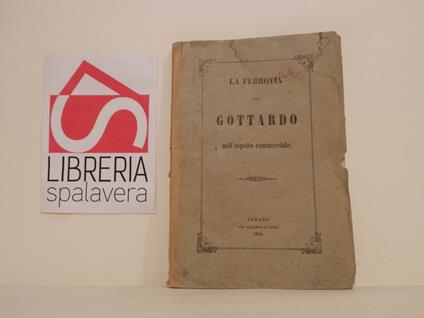 LIBRERIA
spalavera
LA FERROVIA
DEL
GOTTARDO
nell'aspetto commerciale.
LUGANO